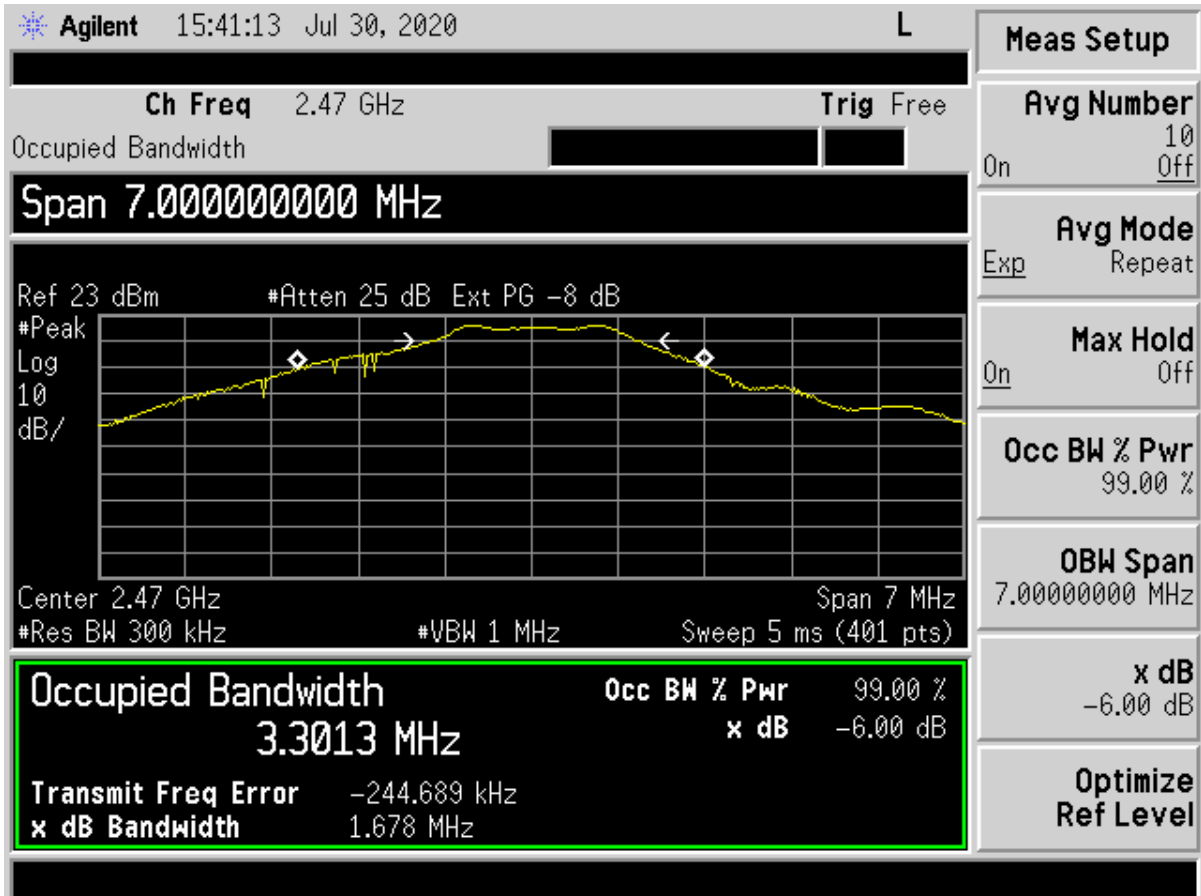 Agilent 15:41:13 Jul 30, 2020 L
Ch Freq 2.47 GHz Trig Free
Occupied Bandwidth
Span 7.000000000 MHz
Ref 23 dBm #Atten 25 dB Ext PG -8 dB
#Peak
Log
10
dB/
Center 2.47 GHz Span 7 MHz
#Res BW 300 kHz #VBW 1 MHz Sweep 5 ms (401 pts)
Occupied Bandwidth Occ BW % Pwr 99.00 %
3.3013 MHz x dB -6.00 dB
Transmit Freq Error -244.689 kHz
x dB Bandwidth 1.678 MHz
Meas Setup
Avg Number
10
On Off
Avg Mode
Exp Repeat
Max Hold
On Off
Occ BW % Pwr
99.00 %
OBW Span
7.00000000 MHz
x dB
-6.00 dB
Optimize
Ref Level